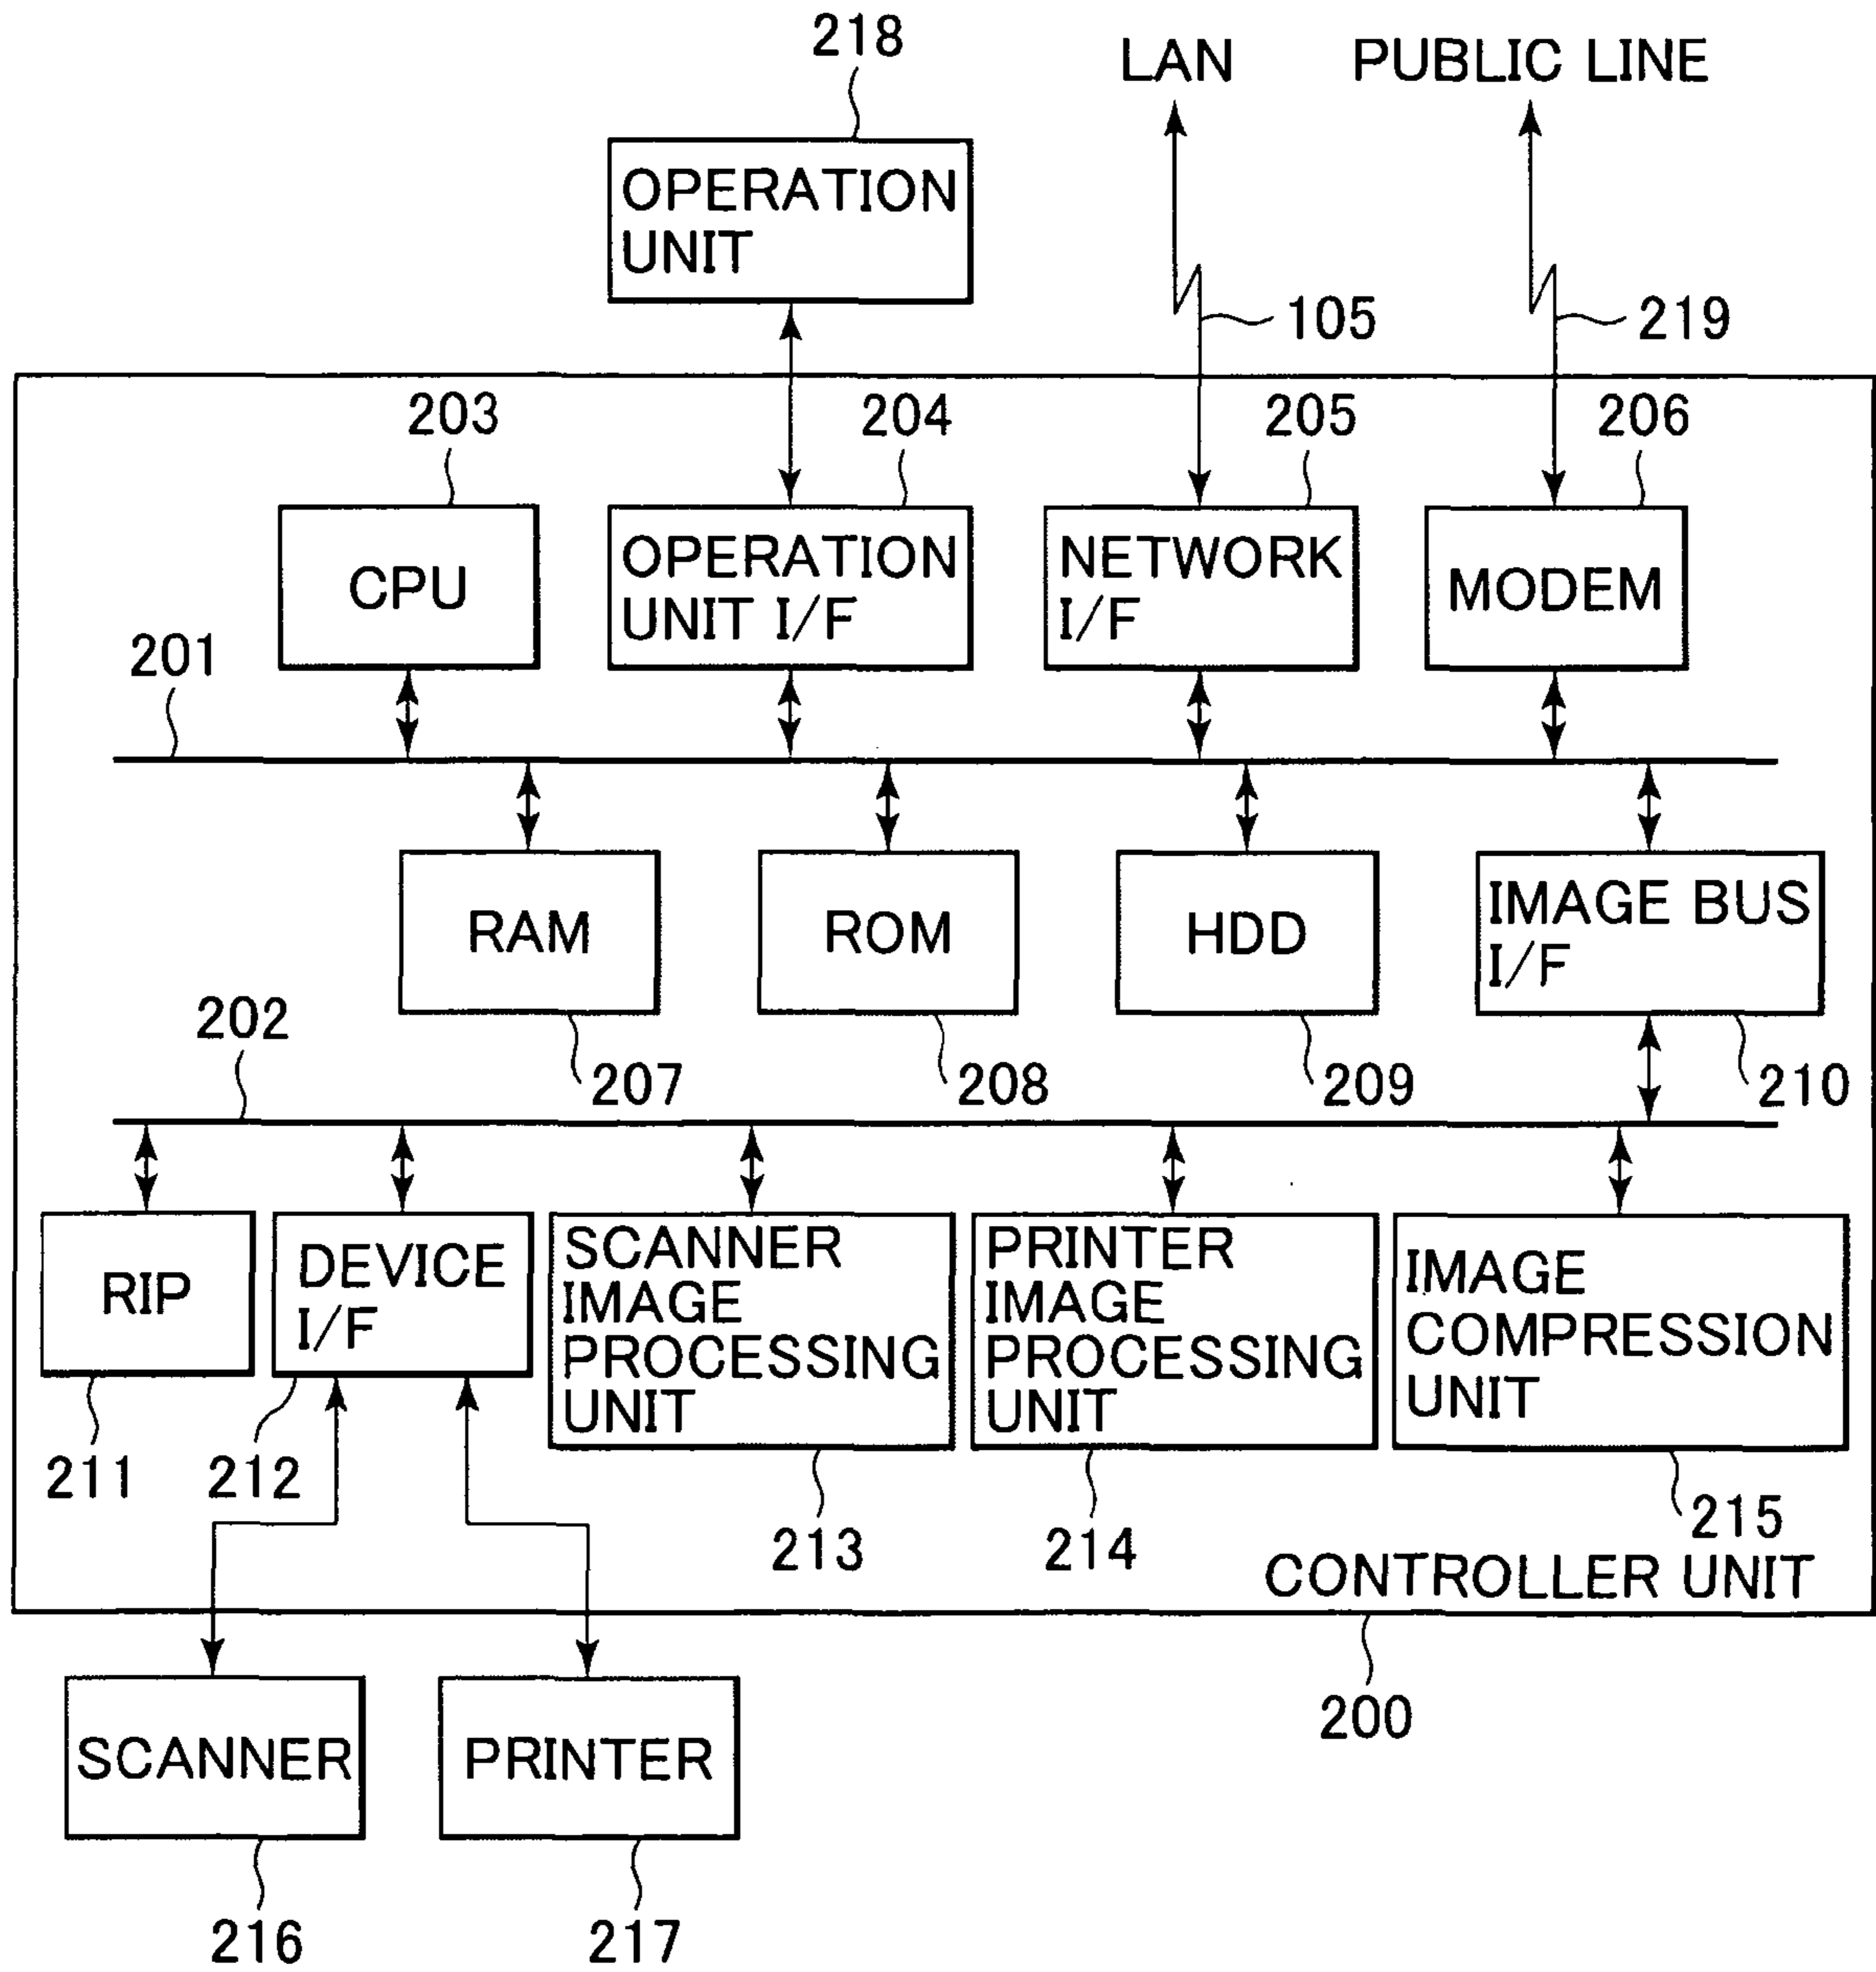 218
LAN
PUBLIC LINE
OPERATION
UNIT
105
219
203
204
205
206
CPU
OPERATION
UNIT I/F
NETWORK
I/F
MODEM
201
RAM
ROM
HDD
IMAGE BUS
I/F
202
207
208
209
210
RIP
DEVICE
I/F
SCANNER
IMAGE
PROCESSING
UNIT
PRINTER
IMAGE
PROCESSING
UNIT
IMAGE
COMPRESSION
UNIT
211
212
213
214
215
CONTROLLER UNIT
200
SCANNER
PRINTER
216
217